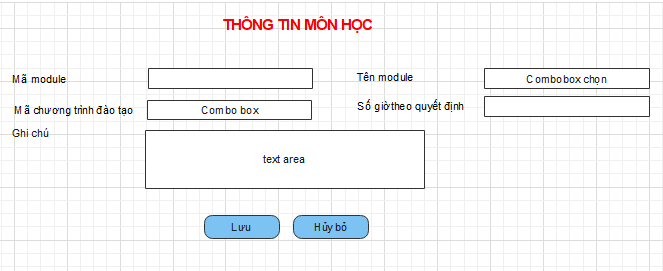 THÔNG TIN MÔN HỌC
Mã module
Tên module
Combobox chọn
Mã chương trình đào tạo
Combo box
Số giờ theo quyết định
Ghi chú
text area
Lưu
Hủy bỏ